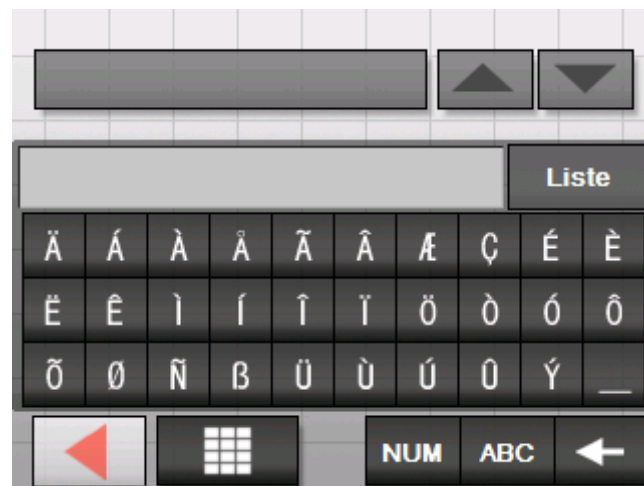 Liste
Ä Á À Å Ã Â Æ Ç É È
Ë Ê Ì Í Î Ï Ö Ò Ó Ô
Õ Ø Ñ ß Ü Ù Ú Û Ý _
NUM ABC